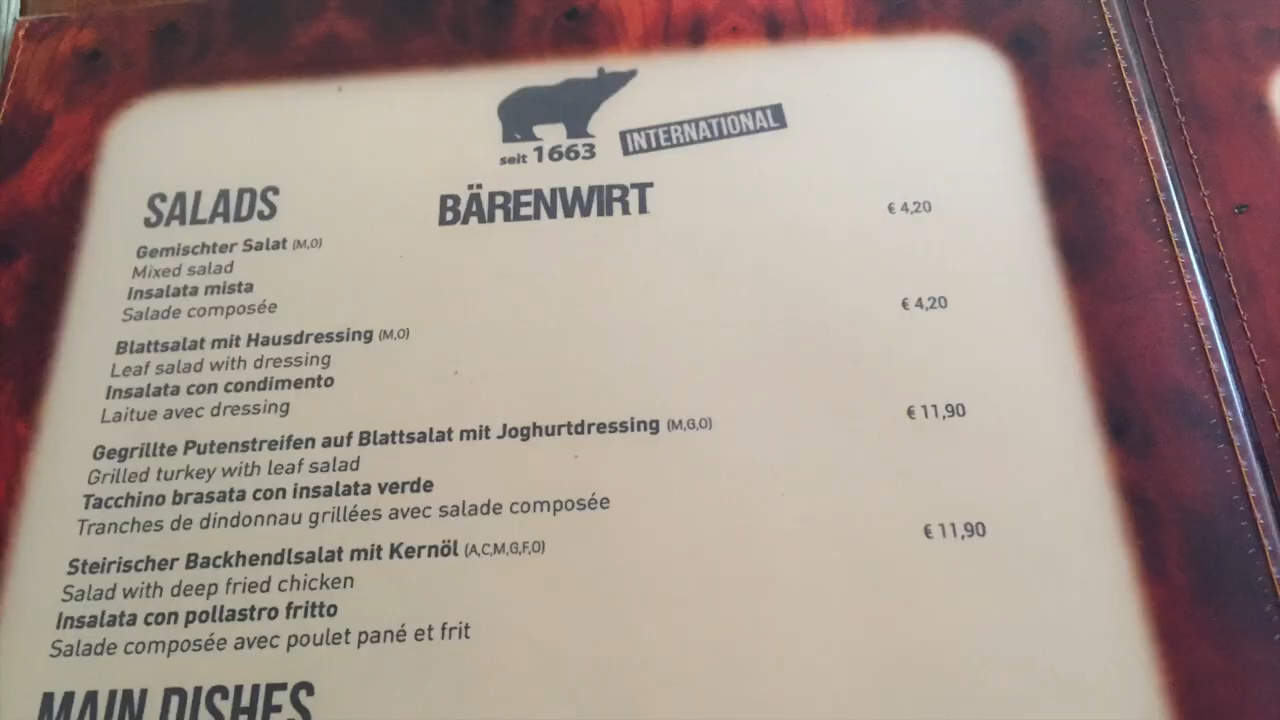 seit 1663
INTERNATIONAL
BÄRENWIRT
SALADS
Gemischter Salat (M,O) € 4,20
Mixed salad
Insalata mista
Salade composée
Blattsalat mit Hausdressing (M,O) € 4,20
Leaf salad with dressing
Insalata con condimento
Laitue avec dressing
Gegrillte Putenstreifen auf Blattsalat mit Joghurtdressing (M,G,O) € 11,90
Grilled turkey with leaf salad
Tacchino brasata con insalata verde
Tranches de dindonnau grillées avec salade composée
Steirischer Backhendlsalat mit Kernöl (A,C,M,G,F,O) € 11,90
Salad with deep fried chicken
Insalata con pollastro fritto
Salade composée avec poulet pané et frit
MAIN DISHES